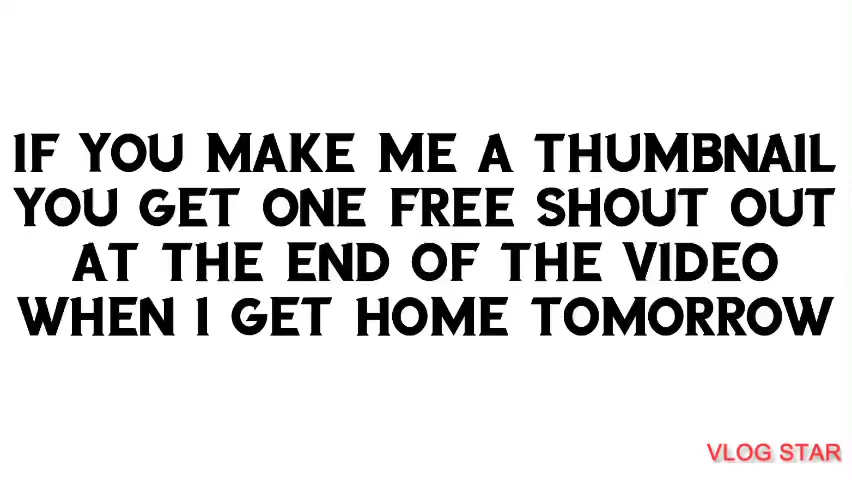 IF YOU MAKE ME A THUMBNAIL
YOU GET ONE FREE SHOUT OUT
AT THE END OF THE VIDEO
WHEN I GET HOME TOMORROW
VLOG STAR